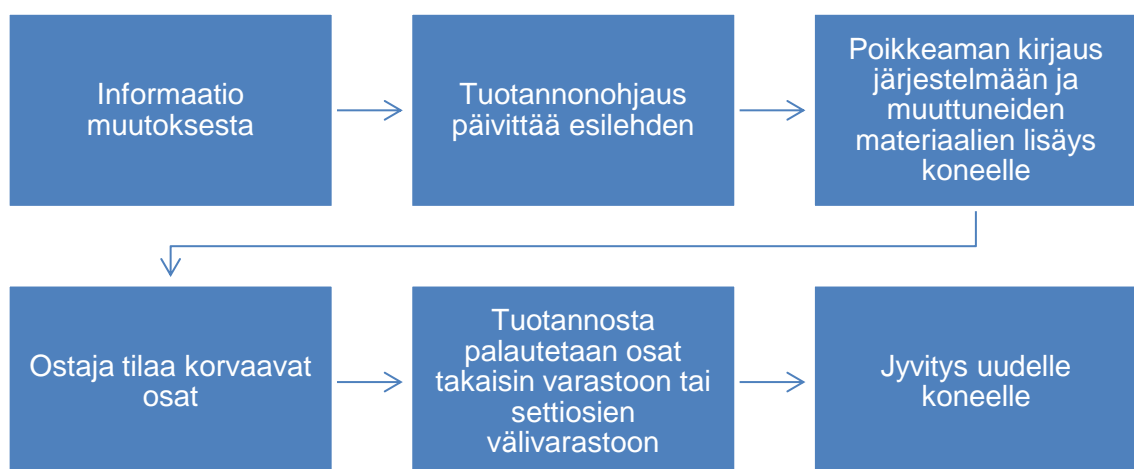 Informaatio
muutoksesta
Tuotannonohjaus
päivittää esilehden
Poikkeaman kirjaus
järjestelmään ja
muuttuneiden
materiaalien lisäys
koneelle
Ostaja tilaa korvaavat
osat
Tuotannosta
palautetaan osat
takaisin varastoon tai
settiosien
välivarastoon
Jyvitys uudelle
koneelle